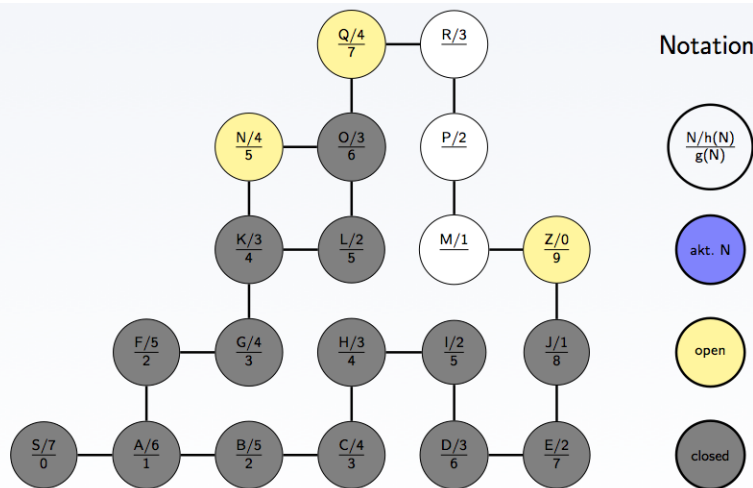 Q/4
7
R/3
Notation
N/4
5
O/3
6
P/2
N/h(N)
g(N)
K/3
4
L/2
5
M/1
Z/0
9
akt. N
F/5
2
G/4
3
H/3
4
I/2
5
J/1
8
open
S/7
0
A/6
1
B/5
2
C/4
3
D/3
6
E/2
7
closed